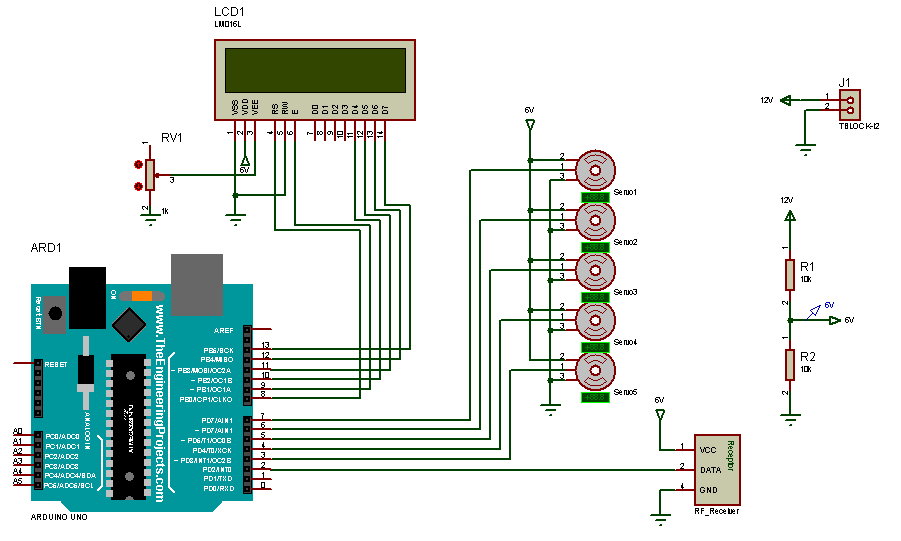 LCD1
LM016L
VSS
VDD
VEE
RS
RW
E
D0
D1
D2
D3
D4
D5
D6
D7
1
2
3
4
5
6
7
8
9
10
11
12
13
14
6V
RV1
1
3
2
1k
6V
2
1
3
Servo1
2
1
3
Servo2
2
1
3
Servo3
2
1
3
Servo4
2
1
3
Servo5
J1
12V
1
2
TBLOCK-I2
12V
1
R1
10k
2
6V
6V
1
R2
10k
2
6V
1
VCC
2
DATA
4
GND
Receptor
RF_Receiver
ARD1
Reset BTN
ON
www.TheEngineeringProjects.com
ANALOG IN
RESET
AREF
PB5/SCK
13
PB4/MISO
12
~ PB3/MOSI/OC2A
11
~ PB2/OC1B
10
~ PB1/OC1A
9
PB0/ICP1/CLKO
8
PD7/AIN1
7
~ PD7/AIN1
6
~ PD5/T1/OC0B
5
PD4/T0/XCK
4
~ PD3/INT1/OC2B
3
PD2/INT0
2
PD1/TXD
1
PD0/RXD
0
A0
PC0/ADC0
A1
PC1/ADC1
A2
PC2/ADC2
A3
PC3/ADC3
A4
PC4/ADC4/SDA
A5
PC5/ADC5/SCL
ARDUINO UNO